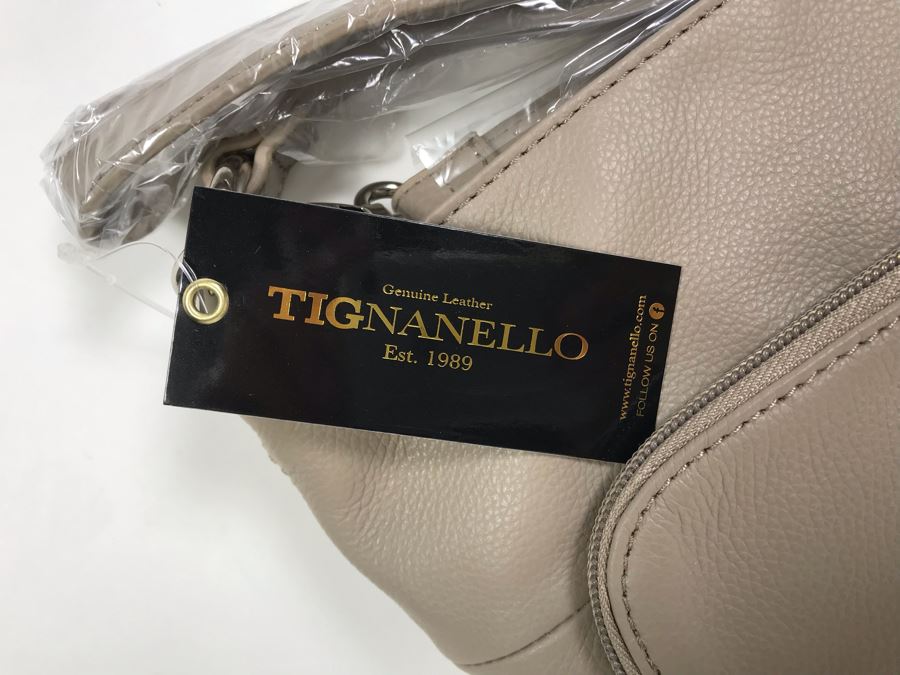 Genuine Leather
TIGNANELLO
Est. 1989
www.tignanello.com
FOLLOW US ON